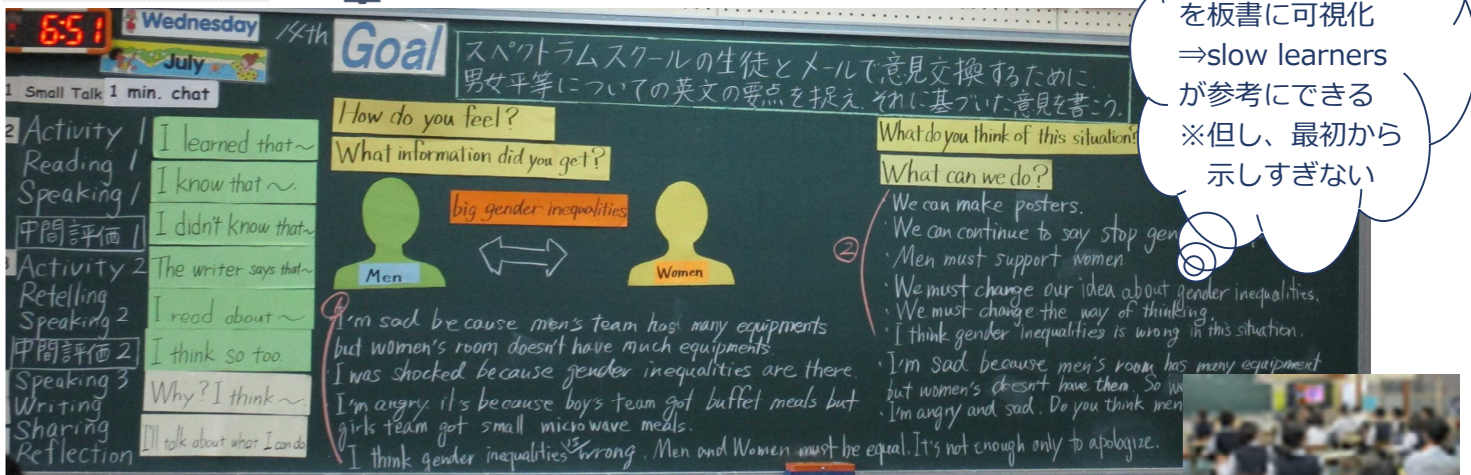 6:51
Wednesday
14th
July
Goal
スペクトラムスクールの生徒とメールで意見交換するために、
男女平等についての英文の要点を捉え、それに基づいた意見を書こう。
1 Small Talk 1 min. chat
2 Activity 1
Reading 1
Speaking 1
中間評価 1
Activity 2
Retelling
Speaking 2
中間評価 2
Speaking 3
Writing
Sharing
Reflection
I learned that~
I know that~.
I didn't know that~
The writer says that~
I read about~
I think so too.
Why? I think~.
I'll talk about what I can do
How do you feel?
What information did you get?
big gender inequalities
Men
Women
①
I'm sad because men's team has many equipments
but women's room doesn't have much equipments.
I was shocked because gender inequalities are there.
I'm angry. it's because boy's team got buffet meals but
girls team got small microwave meals.
I think gender inequalities is wrong. Men and Women must be equal. It's not enough only to apologize.
What do you think of this situation?
What can we do?
②
・We can make posters.
・We can continue to say stop gen
・Men must support women.
・We must change our idea about gender inequalities.
・We must change the way of thinking.
・I think gender inequalities is wrong in this situation.
・I'm sad because men's room has many equipment
but women's doesn't have them. So
・I'm angry and sad. Do you think men
を板書に可視化
⇒slow learners
が参考にできる
※但し、最初から
示しすぎない